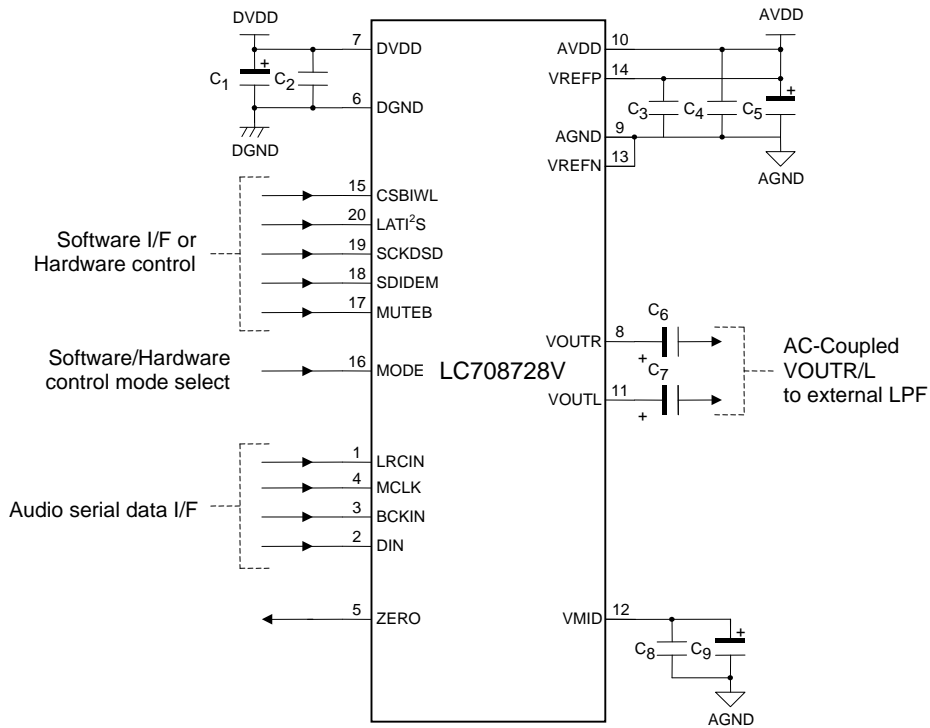 DVDD
7
DVDD
+
C1
C2
6
DGND
DGND
15
CSBIWL
20
LATI²S
19
SCKDSD
18
SDIDEM
17
MUTEB
Software I/F or
Hardware control
Software/Hardware
control mode select
16
MODE
LC708728V
1
LRCIN
4
MCLK
3
BCKIN
2
DIN
Audio serial data I/F
5
ZERO
AVDD
AVDD
10
VREFP
14
+
C3
C4
C5
AGND
9
VREFN
13
AGND
C6
VOUTR
8
+
C7
VOUTL
11
+
AC-Coupled
VOUTR/L
to external LPF
VMID
12
+
C8
C9
AGND